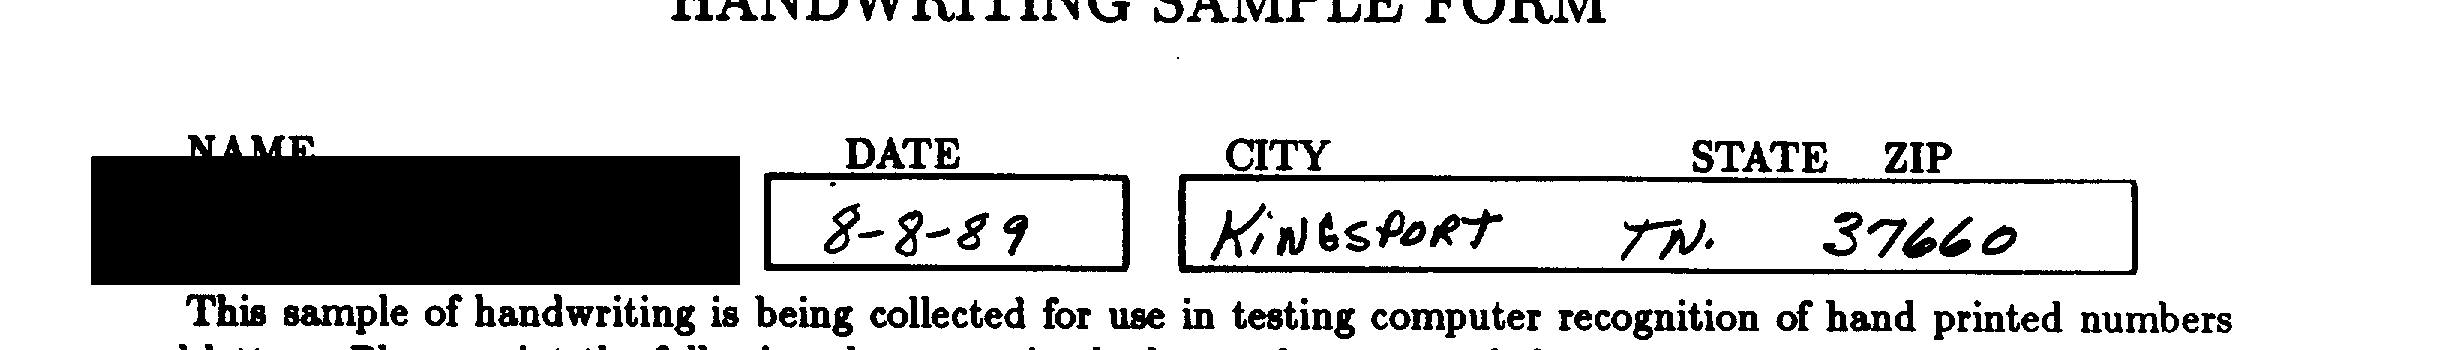 HANDWRITING SAMPLE FORM
NAME DATE CITY STATE ZIP
8-8-89 KiNGSPORT TN. 37660
This sample of handwriting is being collected for use in testing computer recognition of hand printed numbers